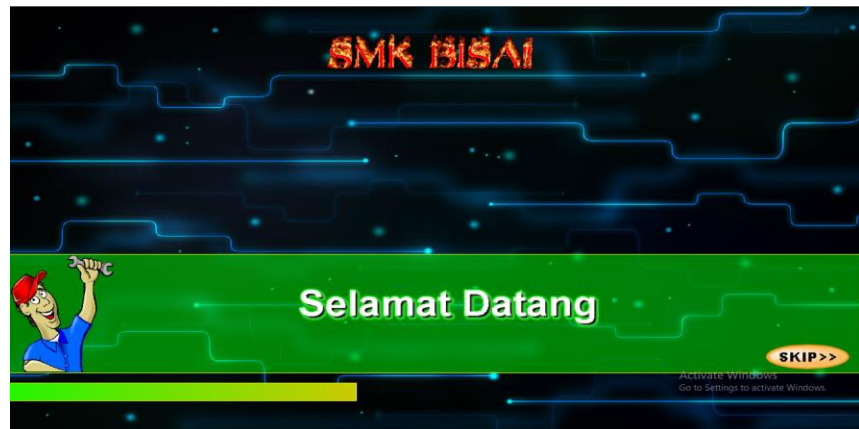 SMK BISAI
Selamat Datang
SKIP>>
Activate Windows
Go to Settings to activate Windows.